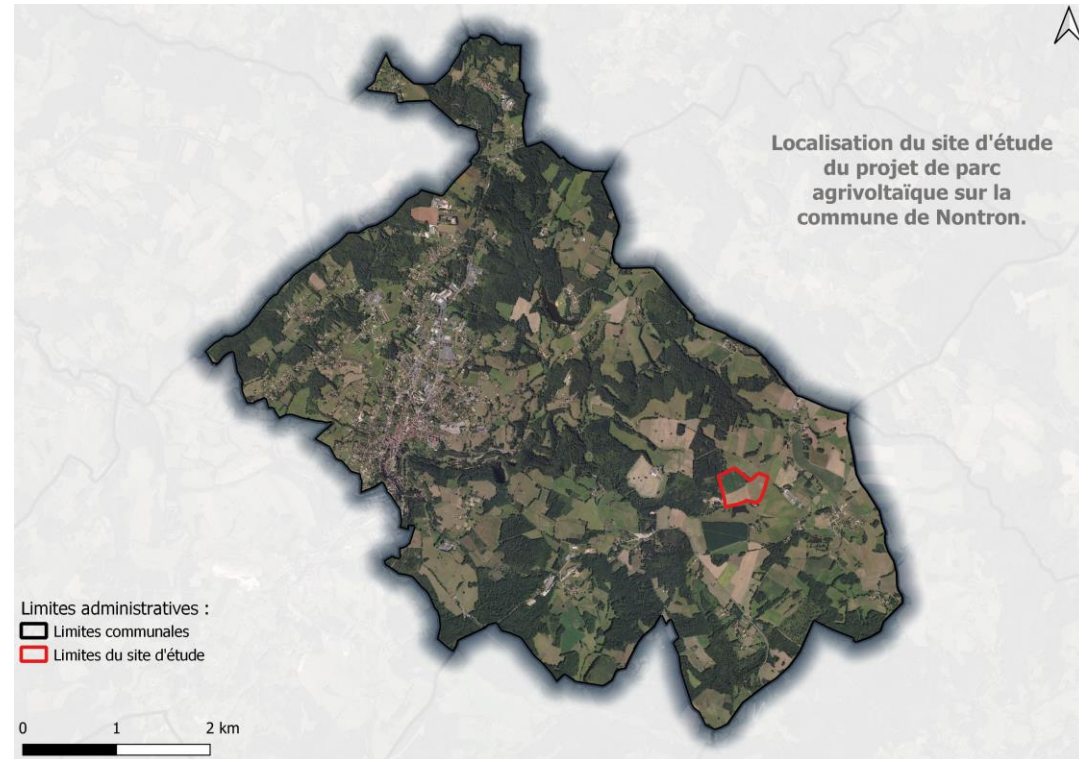 Localisation du site d'étude
du projet de parc
agrivoltaïque sur la
commune de Nontron.
Limites administratives :
Limites communales
Limites du site d'étude
0 1 2 km